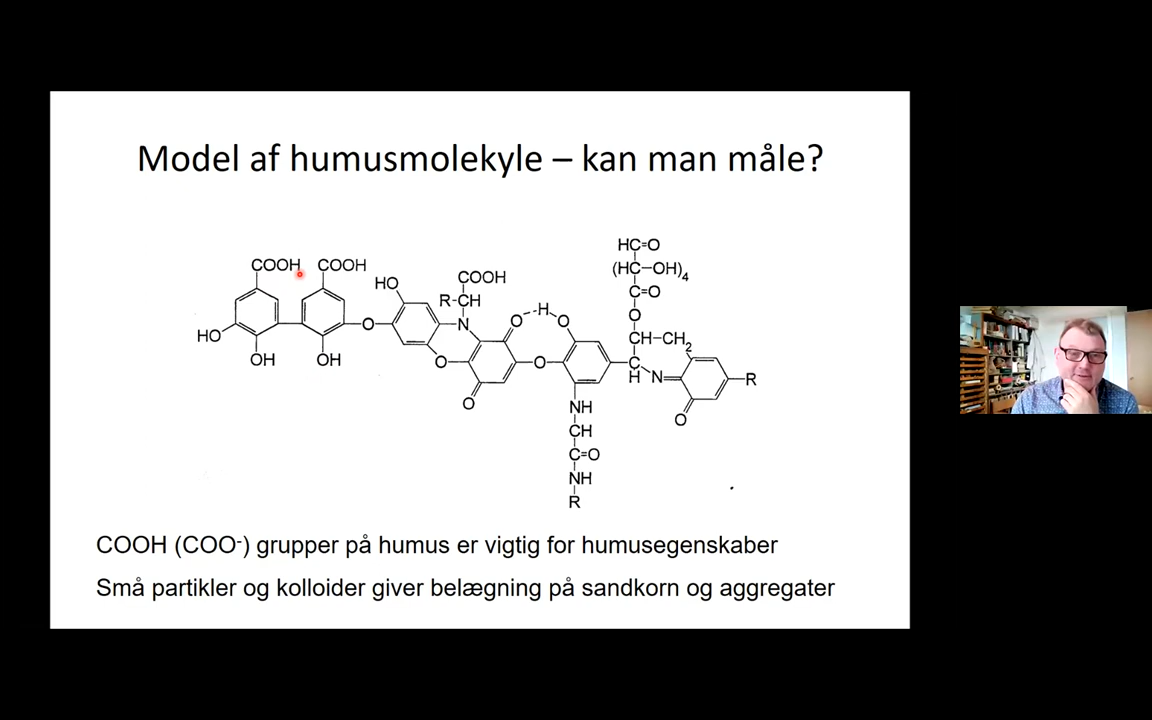 Model af humusmolekyle – kan man måle?
HC=O
(HC–OH)4
C=O
O
CH–CH2
COOH COOH
HO
COOH
R-CH
N
O
O--H
O
HO
OH
OH
O
O
O
HO
O
C
H
N
R
O
NH
CH
C=O
NH
R
COOH (COO-) grupper på humus er vigtig for humusegenskaber
Små partikler og kolloider giver belægning på sandkorn og aggregater